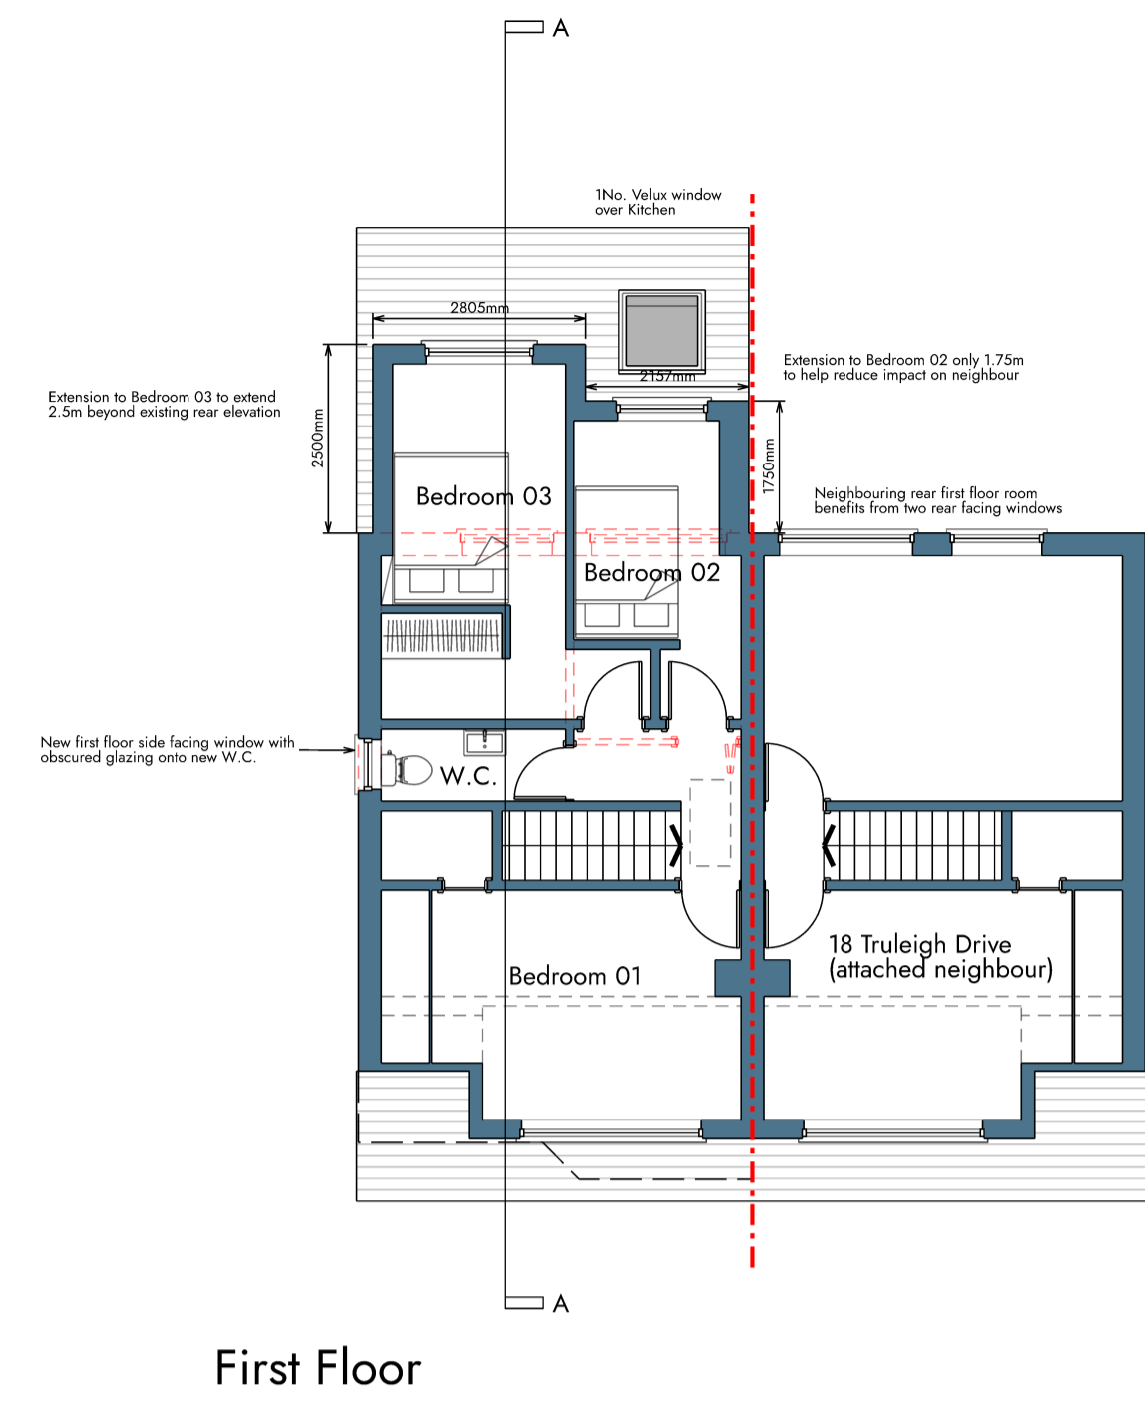 A
1No. Velux window
over Kitchen
2805mm
2157mm
Extension to Bedroom 02 only 1.75m
to help reduce impact on neighbour
Extension to Bedroom 03 to extend
2.5m beyond existing rear elevation
2500mm
1750mm
Bedroom 03
Neighbouring rear first floor room
benefits from two rear facing windows
Bedroom 02
New first floor side facing window with
obscured glazing onto new W.C.
W.C.
18 Truleigh Drive
(attached neighbour)
Bedroom 01
A
First Floor